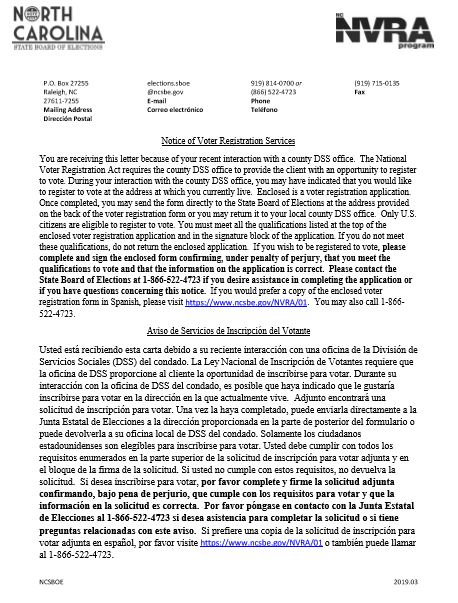 NORTH
CAROLINA
STATE BOARD OF ELECTIONS
NC
NVRA
program
P.O. Box 27255
Raleigh, NC
27611-7255
Mailing Address
Dirección Postal
elections.sboe
@ncsbe.gov
E-mail
Correo electrónico
919) 814-0700 or
(866) 522-4723
Phone
Teléfono
(919) 715-0135
Fax
Notice of Voter Registration Services
You are receiving this letter because of your recent interaction with a county DSS office. The National
Voter Registration Act requires the county DSS office to provide the client with an opportunity to register
to vote. During your interaction with the county DSS office, you may have indicated that you would like
to register to vote at the address at which you currently live. Enclosed is a voter registration application.
Once completed, you may send the form directly to the State Board of Elections at the address provided
on the back of the voter registration form or you may return it to your local county DSS office. Only U.S.
citizens are eligible to register to vote. You must meet all the qualifications listed at the top of the
enclosed voter registration application and in the signature block of the application. If you do not meet
these qualifications, do not return the enclosed application. If you wish to be registered to vote, please
complete and sign the enclosed form confirming, under penalty of perjury, that you meet the
qualifications to vote and that the information on the application is correct. Please contact the
State Board of Elections at 1-866-522-4723 if you desire assistance in completing the application or
if you have questions concerning this notice. If you would prefer a copy of the enclosed voter
registration form in Spanish, please visit https://www.ncsbe.gov/NVRA/01. You may also call 1-866-
522-4723.
Aviso de Servicios de Inscripción del Votante
Usted está recibiendo esta carta debido a su reciente interacción con una oficina de la División de
Servicios Sociales (DSS) del condado. La Ley Nacional de Inscripción de Votantes requiere que
la oficina de DSS proporcione al cliente la oportunidad de inscribirse para votar. Durante su
interacción con la oficina de DSS del condado, es posible que haya indicado que le gustaría
inscribirse para votar en la dirección en la que actualmente vive. Adjunto encontrará una
solicitud de inscripción para votar. Una vez la haya completado, puede enviarla directamente a la
Junta Estatal de Elecciones a la dirección proporcionada en la parte de posterior del formulario o
puede devolverla a su oficina local de DSS del condado. Solamente los ciudadanos
estadounidenses son elegibles para inscribirse para votar. Usted debe cumplir con todos los
requisitos enumerados en la parte superior de la solicitud de inscripción para votar adjunta y en
el bloque de la firma de la solicitud. Si usted no cumple con estos requisitos, no devuelva la
solicitud. Si desea inscribirse para votar, por favor complete y firme la solicitud adjunta
confirmando, bajo pena de perjurio, que cumple con los requisitos para votar y que la
información en la solicitud es correcta. Por favor póngase en contacto con la Junta Estatal
de Elecciones al 1-866-522-4723 si desea asistencia para completar la solicitud o si tiene
preguntas relacionadas con este aviso. Si prefiere una copia de la solicitud de inscripción para
votar adjunta en español, por favor visite https://www.ncsbe.gov/NVRA/01 o también puede llamar
al 1-866-522-4723.
NCSBOE
2019.03